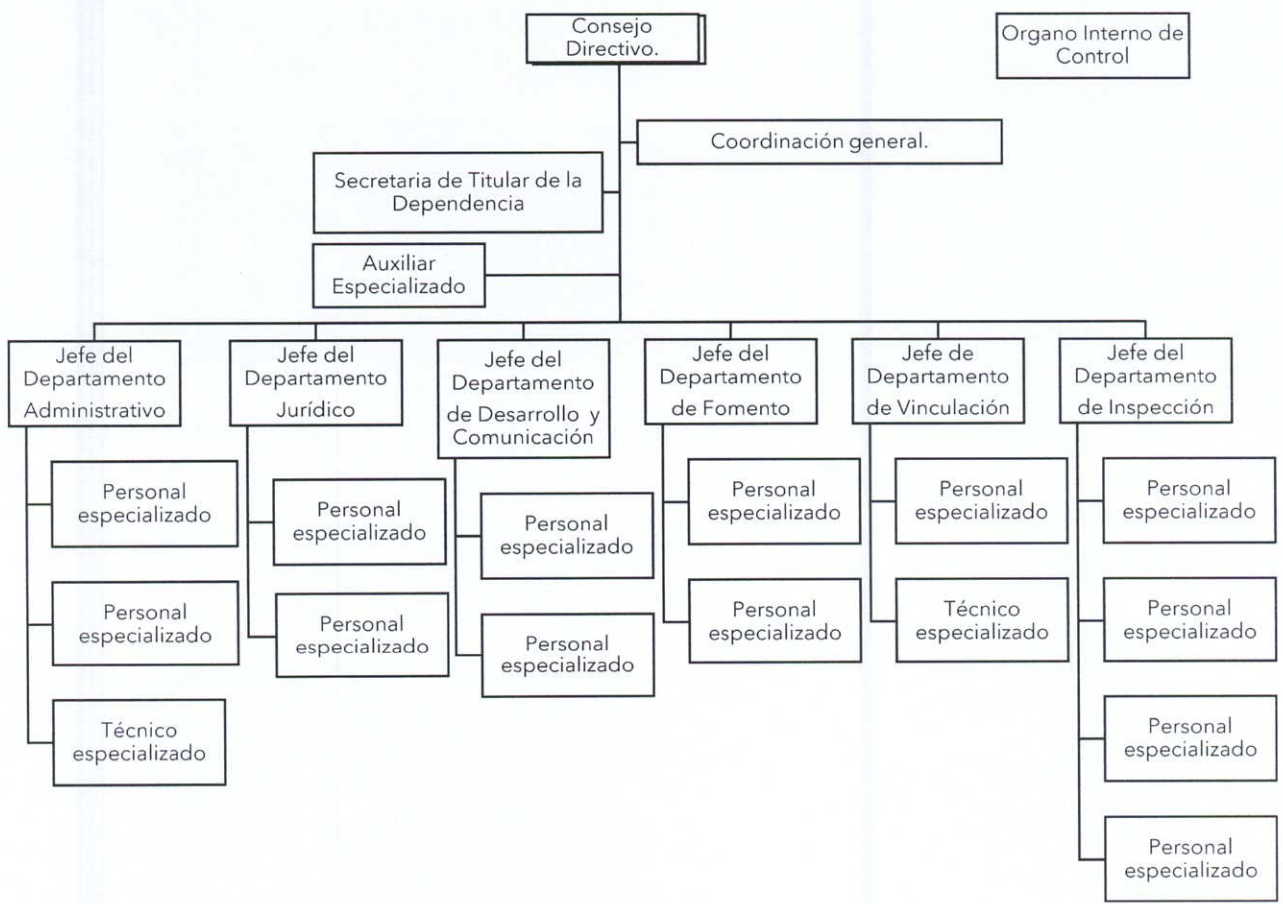 Consejo
Directivo.
Organo Interno de
Control
Coordinación general.
Secretaria de Titular de la
Dependencia
Auxiliar
Especializado
Jefe del
Departamento
Administrativo
Jefe del
Departamento
Jurídico
Jefe del
Departamento
de Desarrollo y
Comunicación
Jefe del
Departamento
de Fomento
Jefe de
Departamento
de Vinculación
Jefe del
Departamento
de Inspección
Personal
especializado
Personal
especializado
Técnico
especializado
Personal
especializado
Personal
especializado
Personal
especializado
Personal
especializado
Personal
especializado
Personal
especializado
Personal
especializado
Técnico
especializado
Personal
especializado
Personal
especializado
Personal
especializado
Personal
especializado